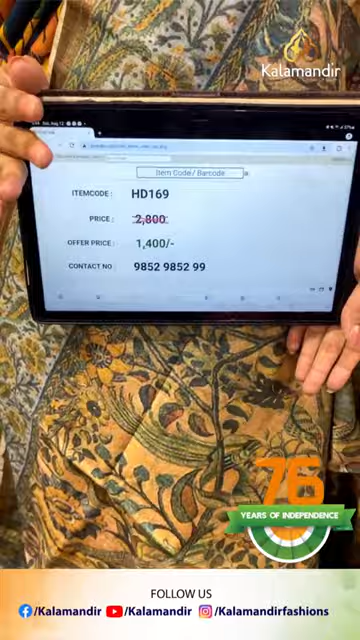 Kalamandir
Item Code/ Barcode
ITEMCODE : HD169
PRICE : 2,800
OFFER PRICE : 1,400/-
CONTACT NO : 9852 9852 99
76
YEARS OF INDEPENDENCE
FOLLOW US
/Kalamandir /Kalamandir /Kalamandirfashions